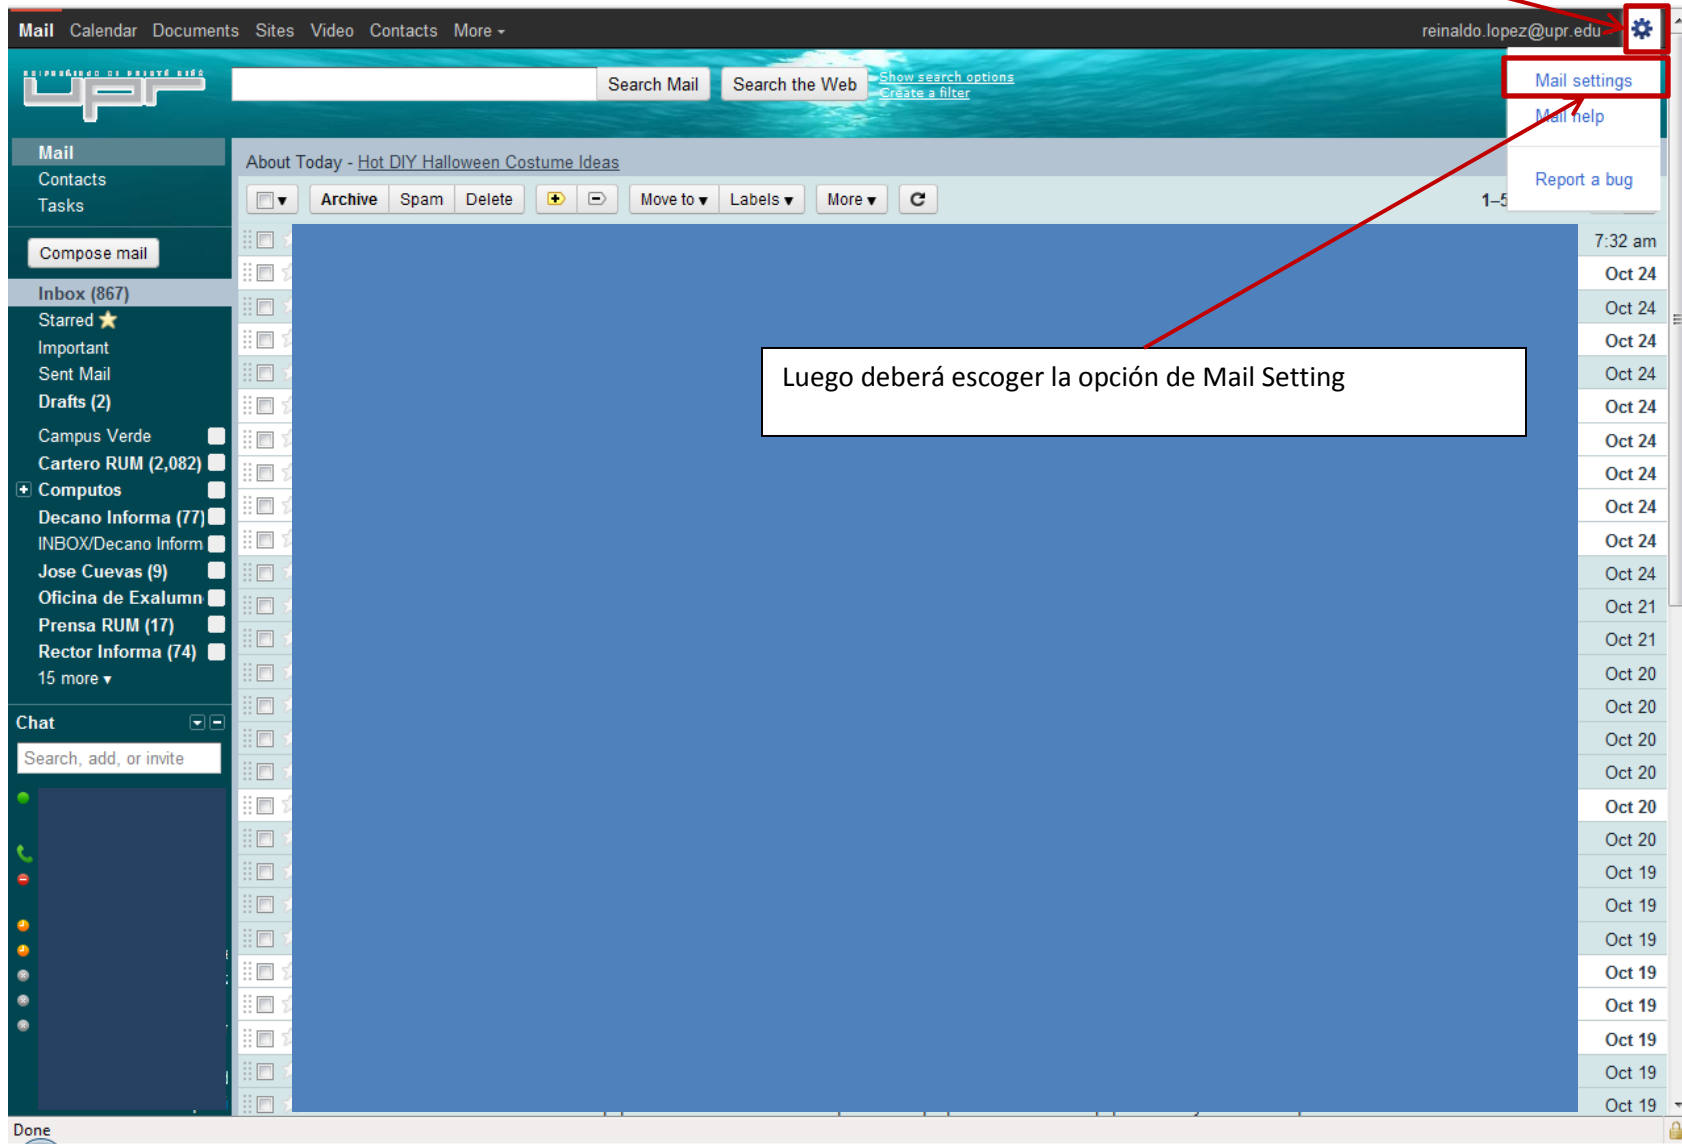 Mail Calendar Documents Sites Video Contacts More
reinaldo.lopez@upr.edu
upr
Search Mail
Search the Web
Show search options
Create a filter
Mail settings
Mail help
Report a bug
Mail
Contacts
Tasks
Compose mail
Inbox (867)
Starred
Important
Sent Mail
Drafts (2)
Campus Verde
Cartero RUM (2,082)
Computos
Decano Informa (77)
INBOX/Decano Inform
Jose Cuevas (9)
Oficina de Exalumn
Prensa RUM (17)
Rector Informa (74)
15 more
Chat
Search, add, or invite
About Today - Hot DIY Halloween Costume Ideas
Archive Spam Delete Move to Labels More
1–5
7:32 am
Oct 24
Oct 24
Oct 24
Oct 24
Oct 24
Oct 24
Oct 24
Oct 24
Oct 24
Oct 24
Oct 21
Oct 21
Oct 20
Oct 20
Oct 20
Oct 20
Oct 20
Oct 20
Oct 19
Oct 19
Oct 19
Oct 19
Oct 19
Oct 19
Oct 19
Oct 19
Luego deberá escoger la opción de Mail Setting
Done